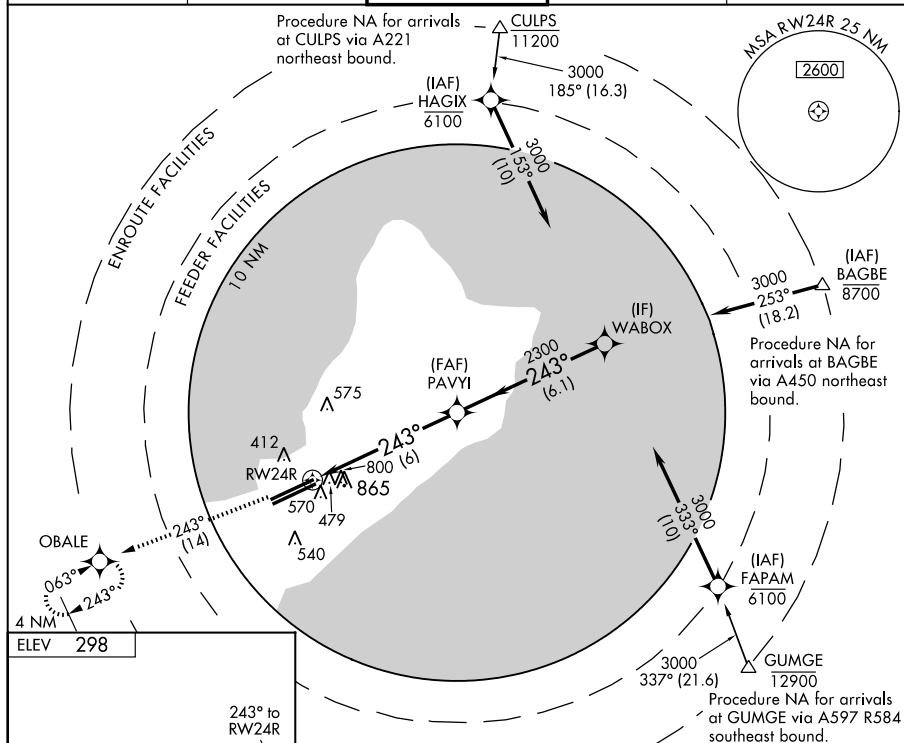 Procedure NA for arrivals
at CULPS via A221
northeast bound.
CULPS
11200
3000
185° (16.3)
MSA RW24R 25 NM
2600
(IAF)
HAGIX
6100
3000
153°
(10)
ENROUTE FACILITIES
FEEDER FACILITIES
10 NM
(IAF)
BAGBE
8700
3000
253°
(18.2)
Procedure NA for
arrivals at BAGBE
via A450 northeast
bound.
(IF)
WABOX
2300
243°
(6.1)
(FAF)
PAVYI
243°
(6)
575
412
RW24R
800
865
570
479
540
243°
(14)
OBALE
063°
243°
4 NM
3000
333°
(10)
(IAF)
FAPAM
6100
3000
337° (21.6)
GUMGE
12900
Procedure NA for arrivals
at GUMGE via A597 R584
southeast bound.
ELEV 298
243° to
RW24R